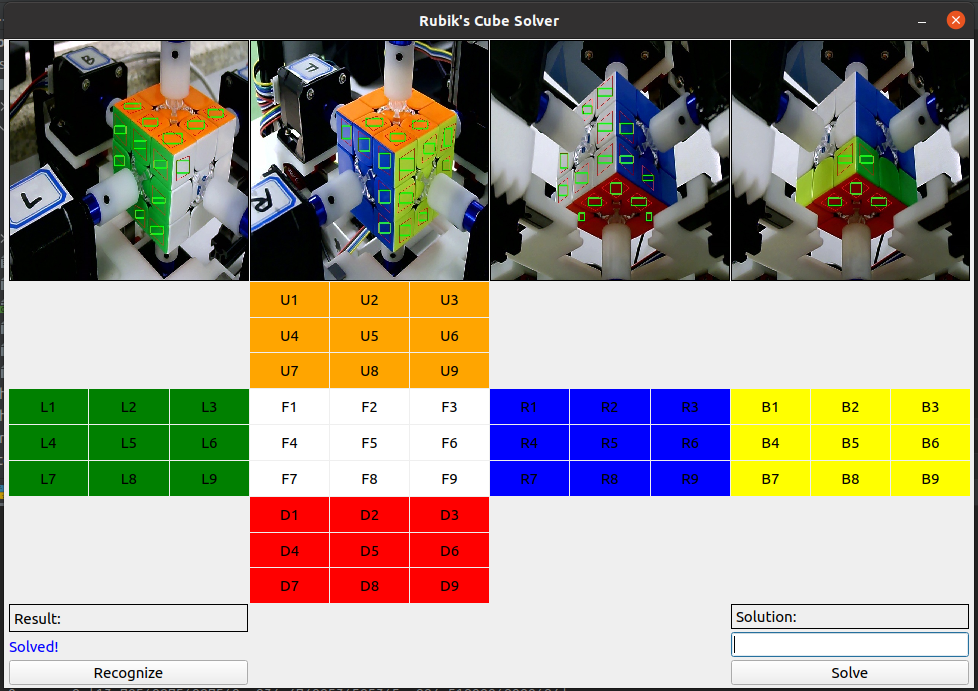 Rubik's Cube Solver
B
L
F
R
U1 U2 U3
U4 U5 U6
U7 U8 U9
L1 L2 L3 F1 F2 F3 R1 R2 R3 B1 B2 B3
L4 L5 L6 F4 F5 F6 R4 R5 R6 B4 B5 B6
L7 L8 L9 F7 F8 F9 R7 R8 R9 B7 B8 B9
D1 D2 D3
D4 D5 D6
D7 D8 D9
Result:
Solution:
Solved!
Recognize
Solve